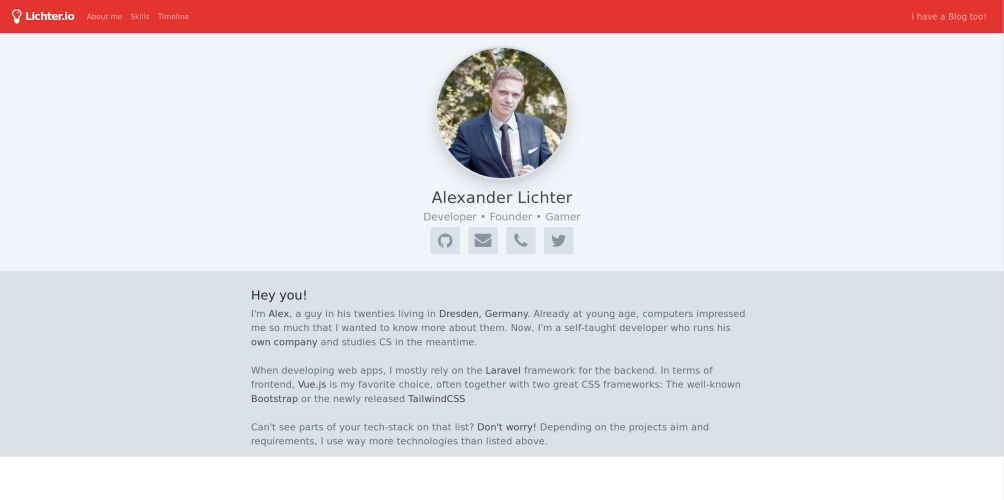 Lichter.io About me Skills Timeline I have a Blog too!
Alexander Lichter
Developer • Founder • Gamer
Hey you!
I'm Alex, a guy in his twenties living in Dresden, Germany. Already at young age, computers impressed
me so much that I wanted to know more about them. Now, I'm a self-taught developer who runs his
own company and studies CS in the meantime.
When developing web apps, I mostly rely on the Laravel framework for the backend. In terms of
frontend, Vue.js is my favorite choice, often together with two great CSS frameworks: The well-known
Bootstrap or the newly released TailwindCSS
Can't see parts of your tech-stack on that list? Don't worry! Depending on the projects aim and
requirements, I use way more technologies than listed above.